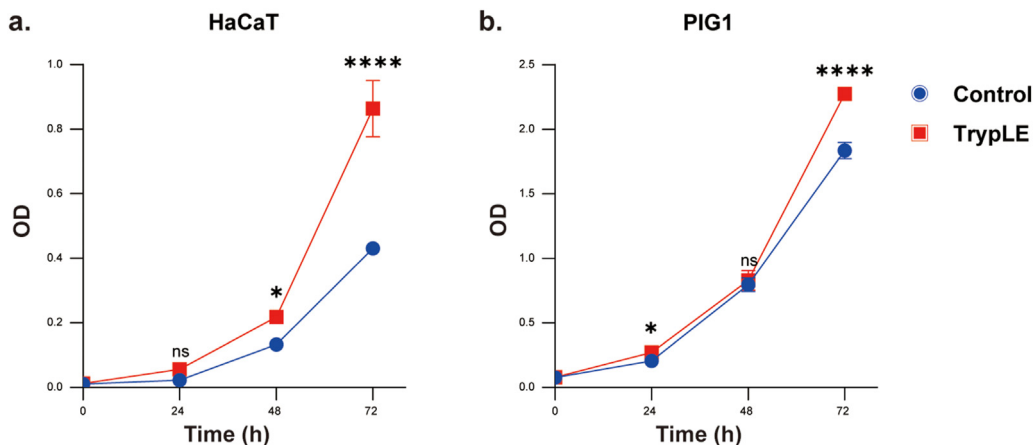 a.
HaCaT
1.0
0.8
0.6
0.4
0.2
0.0
OD
ns
*
****
0
24
48
72
Time (h)
b.
PIG1
2.5
2.0
1.5
1.0
0.5
0.0
OD
*
ns
****
0
24
48
72
Time (h)
Control
TrypLE